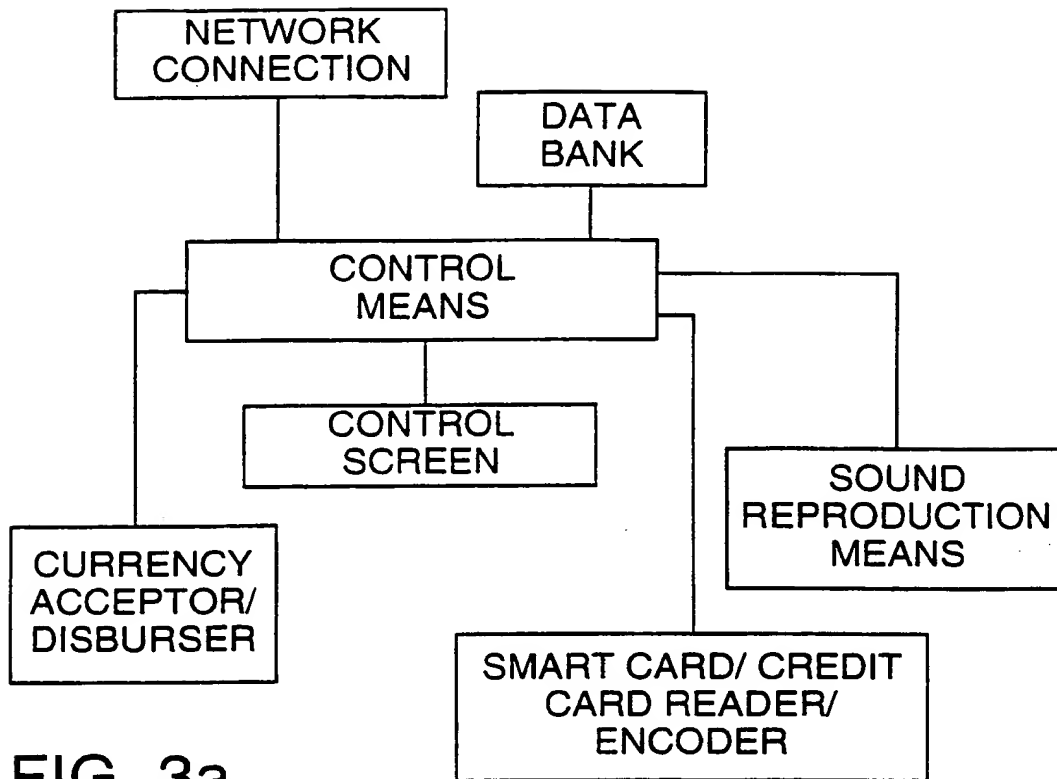 NETWORK
CONNECTION
DATA
BANK
CONTROL
MEANS
CONTROL
SCREEN
SOUND
REPRODUCTION
MEANS
CURRENCY
ACCEPTOR/
DISBURSER
SMART CARD/ CREDIT
CARD READER/
ENCODER
FIG. 3a